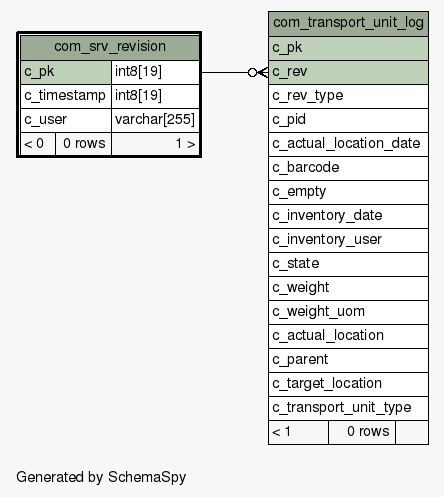 com_srv_revision
c_pk int8[19]
c_timestamp int8[19]
c_user varchar[255]
< 0 0 rows 1 >
com_transport_unit_log
c_pk
c_rev
c_rev_type
c_pid
c_actual_location_date
c_barcode
c_empty
c_inventory_date
c_inventory_user
c_state
c_weight
c_weight_uom
c_actual_location
c_parent
c_target_location
c_transport_unit_type
< 1 0 rows
Generated by SchemaSpy